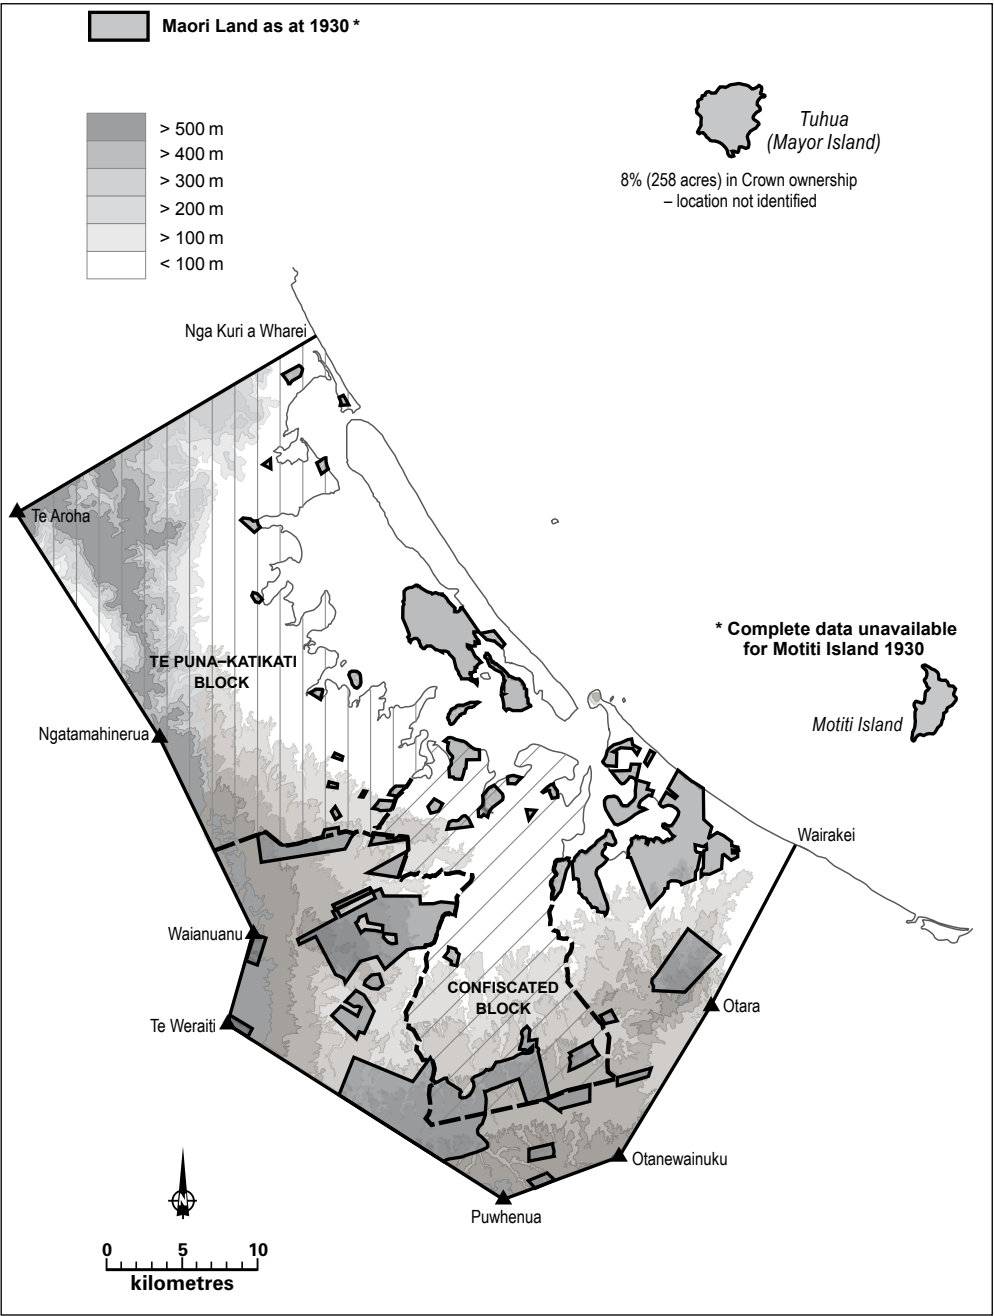 Maori Land as at 1930 *
> 500 m
> 400 m
> 300 m
> 200 m
> 100 m
< 100 m
Tuhua
(Mayor Island)
8% (258 acres) in Crown ownership
– location not identified
Nga Kuri a Wharei
Te Aroha
* Complete data unavailable
for Motiti Island 1930
TE PUNA–KATIKATI
BLOCK
Motiti Island
Ngatamahinerua
Wairakei
Waianuanu
CONFISCATED
BLOCK
Otara
Te Weraiti
Otanewainuku
Puwhenua
0 5 10
kilometres